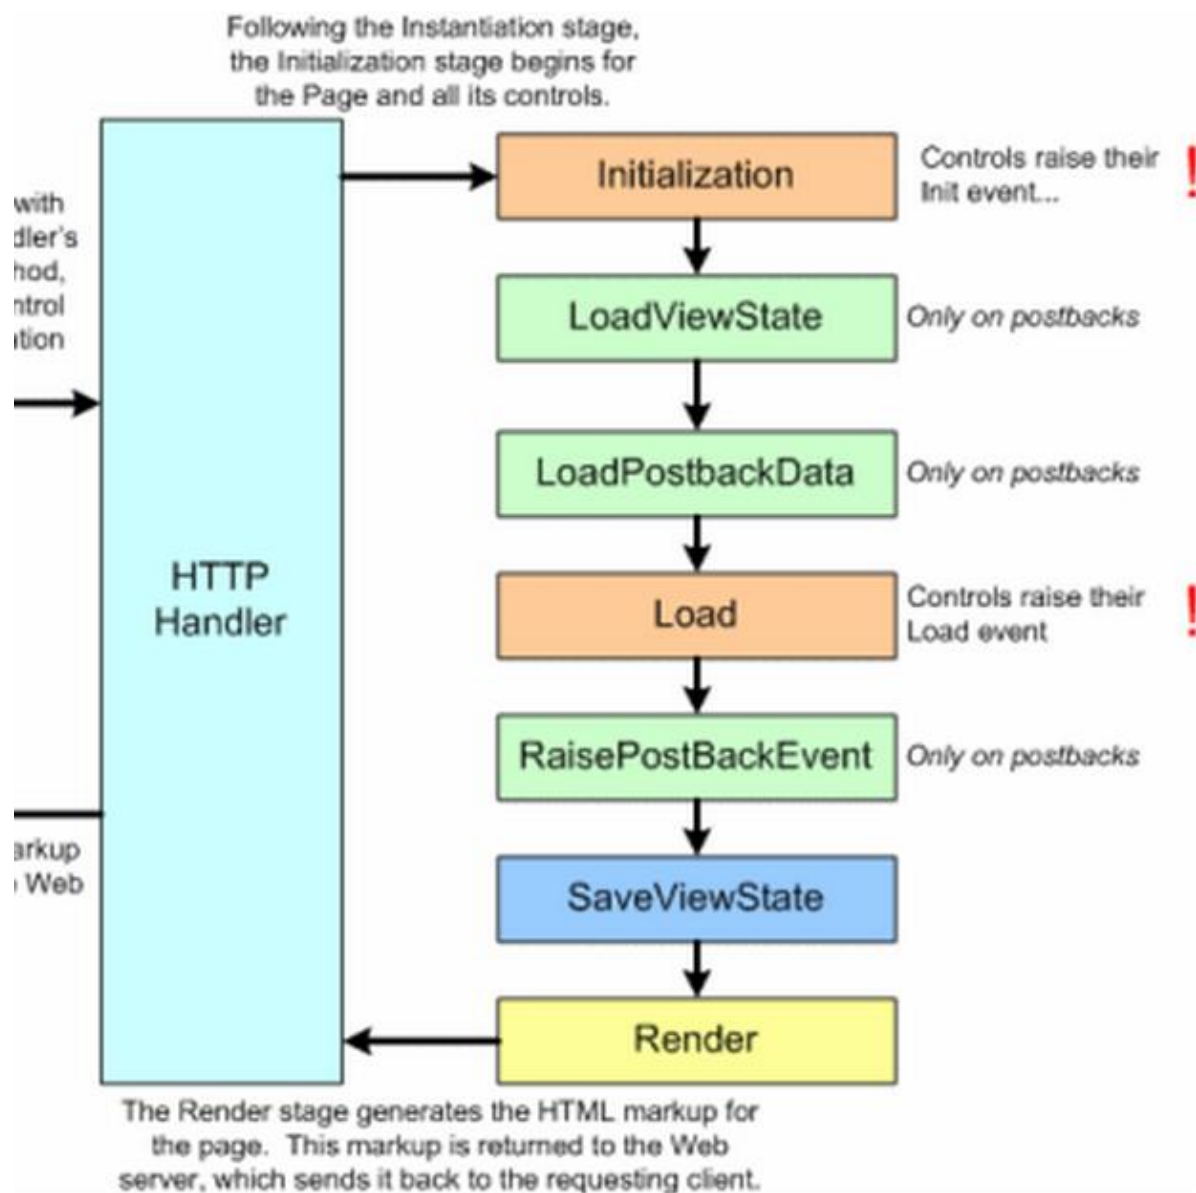 Following the Instantiation stage,
the Initialization stage begins for
the Page and all its controls.
with
dler's
hod,
ntrol
ation
HTTP
Handler
Initialization
Controls raise their
Init event...
!
LoadViewState
Only on postbacks
LoadPostbackData
Only on postbacks
Load
Controls raise their
Load event
!
RaisePostBackEvent
Only on postbacks
arkup
Web
SaveViewState
Render
The Render stage generates the HTML markup for
the page. This markup is returned to the Web
server, which sends it back to the requesting client.